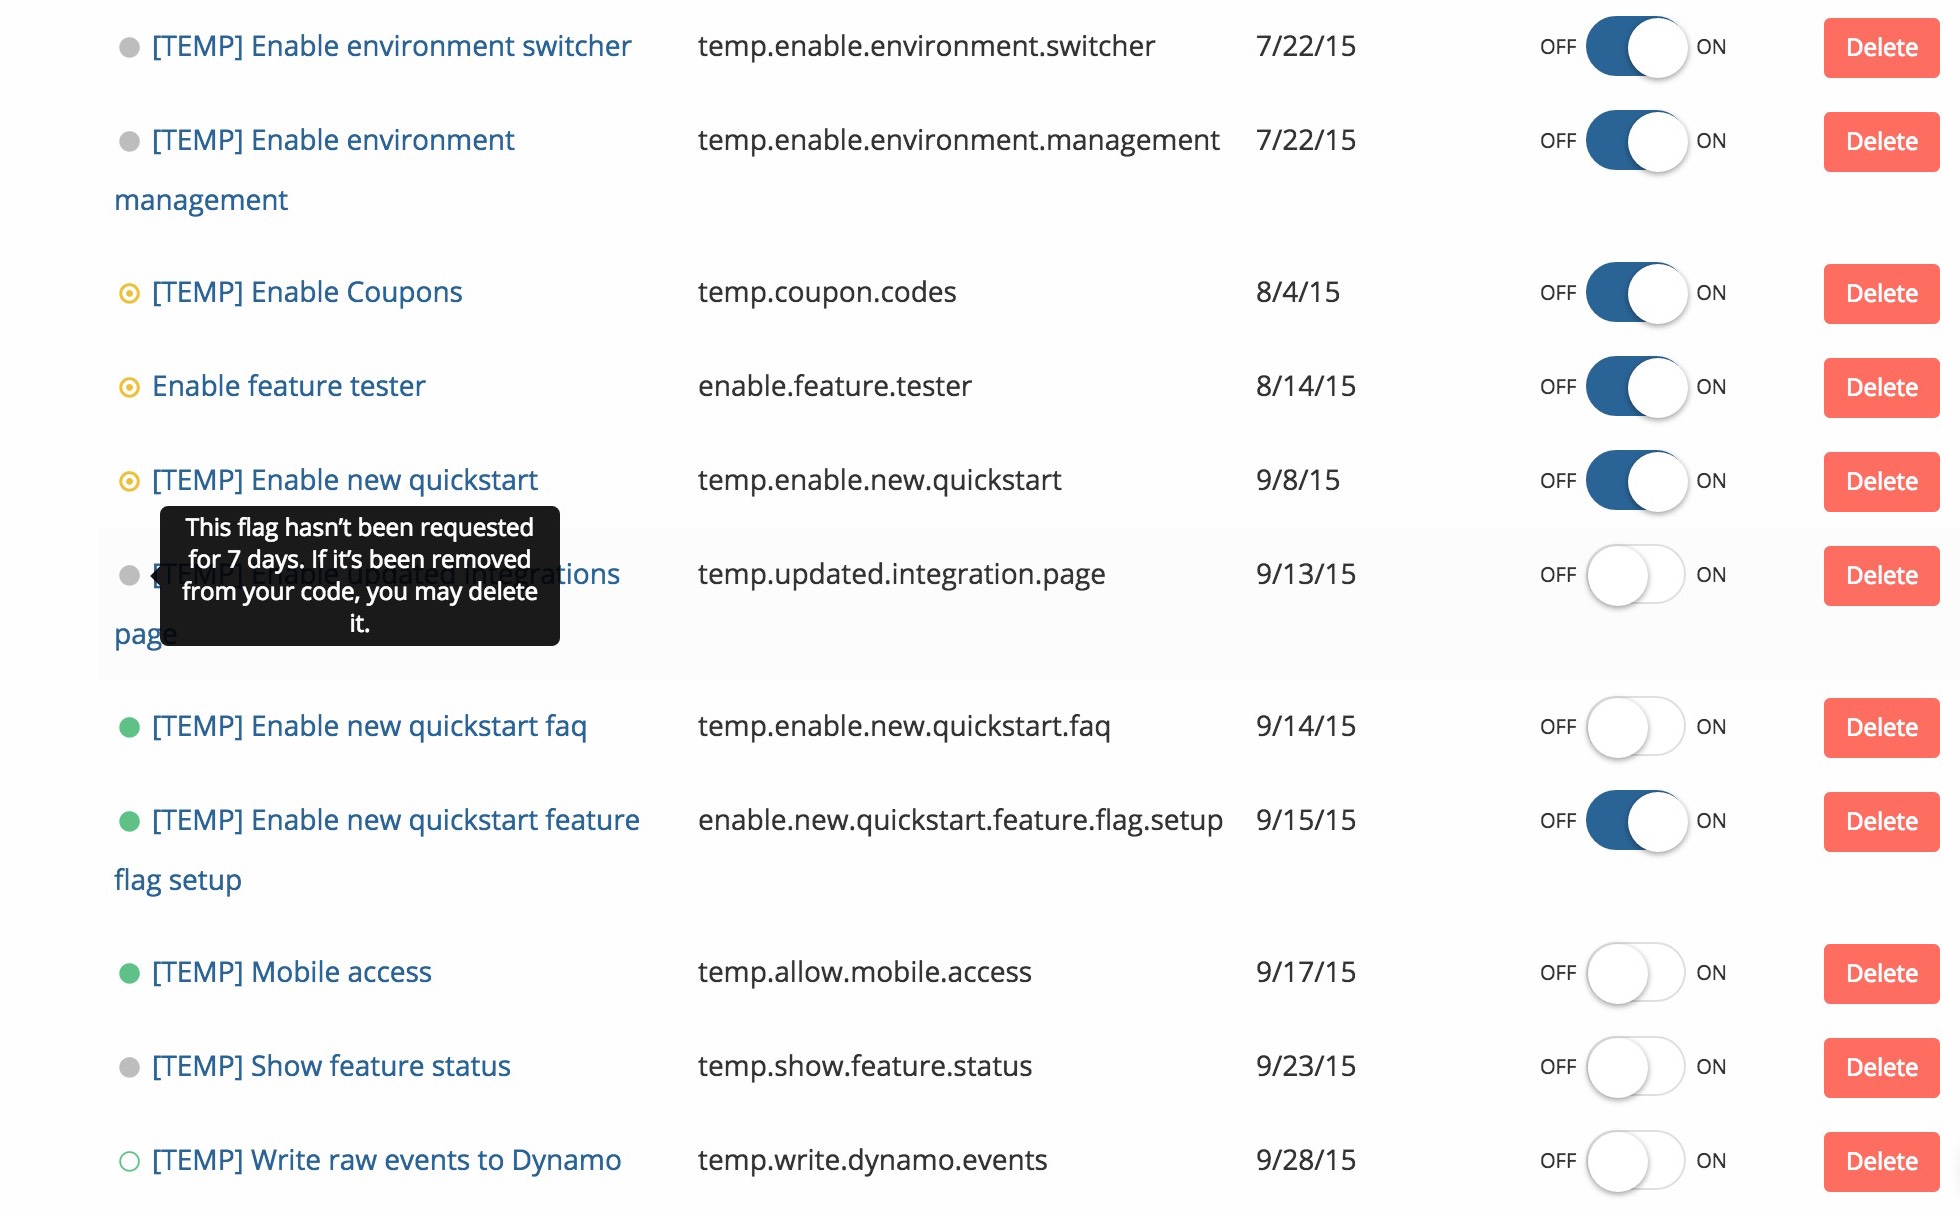 [TEMP] Enable environment switcher temp.enable.environment.switcher 7/22/15 OFF ON Delete
[TEMP] Enable environment temp.enable.environment.management 7/22/15 OFF ON Delete
management
[TEMP] Enable Coupons temp.coupon.codes 8/4/15 OFF ON Delete
Enable feature tester enable.feature.tester 8/14/15 OFF ON Delete
[TEMP] Enable new quickstart temp.enable.new.quickstart 9/8/15 OFF ON Delete
This flag hasn't been requested
for 7 days. If it's been removed
from your code, you may delete
it.
[TEMP] Enable updated integrations temp.updated.integration.page 9/13/15 OFF ON Delete
page
[TEMP] Enable new quickstart faq temp.enable.new.quickstart.faq 9/14/15 OFF ON Delete
[TEMP] Enable new quickstart feature enable.new.quickstart.feature.flag.setup 9/15/15 OFF ON Delete
flag setup
[TEMP] Mobile access temp.allow.mobile.access 9/17/15 OFF ON Delete
[TEMP] Show feature status temp.show.feature.status 9/23/15 OFF ON Delete
[TEMP] Write raw events to Dynamo temp.write.dynamo.events 9/28/15 OFF ON Delete